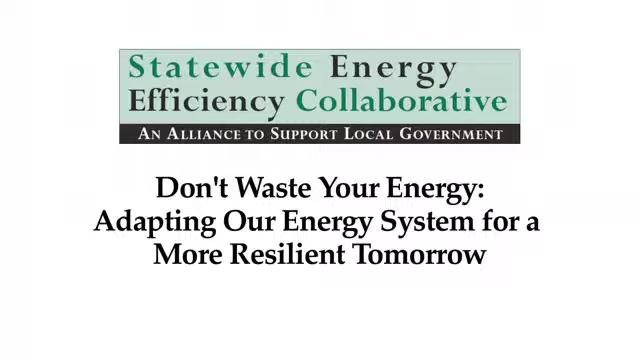 Statewide Energy
Efficiency Collaborative
An Alliance to Support Local Government
Don't Waste Your Energy:
Adapting Our Energy System for a
More Resilient Tomorrow